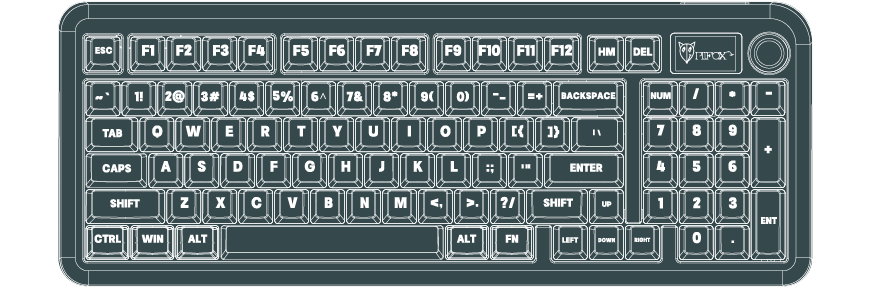 ESC F1 F2 F3 F4 F5 F6 F7 F8 F9 F10 F11 F12 HM DEL PIFOX
~` 1! 2@ 3# 4$ 5% 6^ 7& 8* 9( 0) -_ =+ BACKSPACE NUM / * -
TAB Q W E R T Y U I O P [{ ]} |\ 7 8 9
CAPS A S D F G H J K L :; '" ENTER 4 5 6 +
SHIFT Z X C V B N M <, >. ?/ SHIFT UP 1 2 3
CTRL WIN ALT ALT FN LEFT DOWN RIGHT 0 . ENT